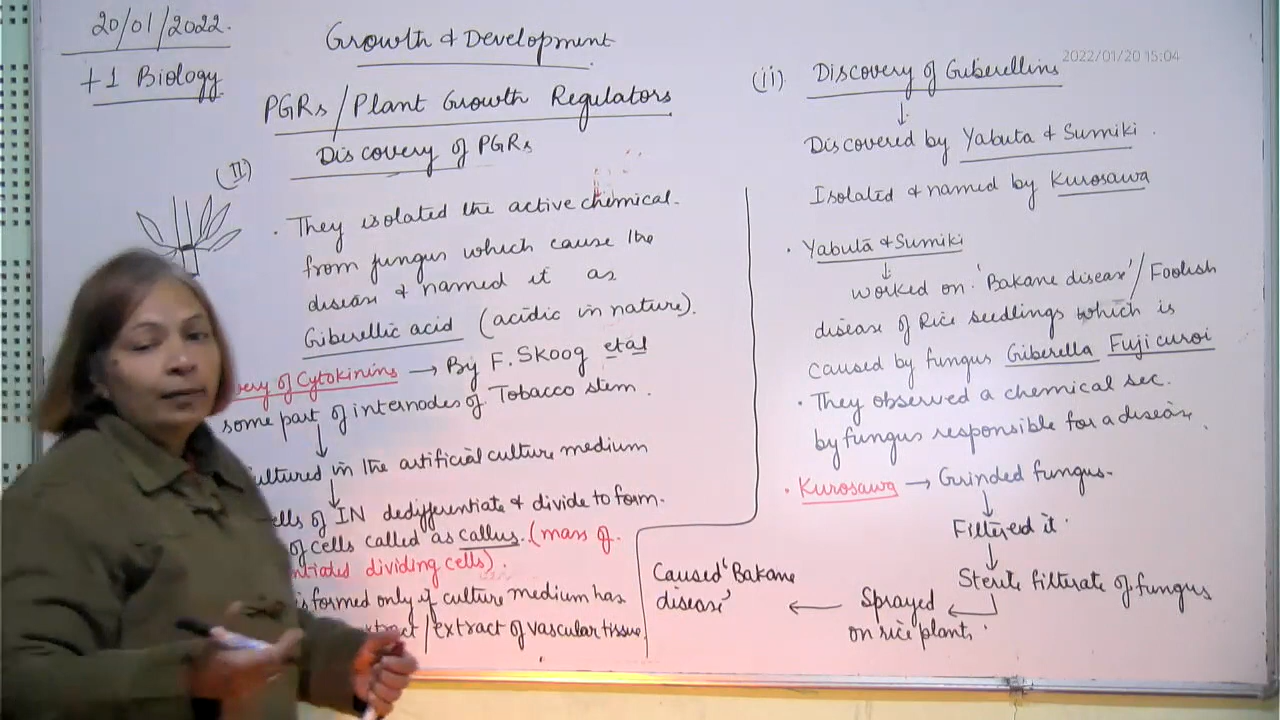 20/01/2022.
+1 Biology
Growth & Development
PGRs/Plant Growth Regulators
Discovery of PGRs
(II)
. They isolated the active chemical.
from fungus which cause the
disease & named it as
Giberellic acid (acidic in nature).
very of Cytokinins → By F. Skoog et al
some part of internodes of Tobacco stem.
ultured in the artificial culture medium
ells of IN dedifferentiate & divide to form.
of cells called as callus. (mass of.
ntiated dividing cells).
is formed only if culture medium has
extract/extract of vascular tissue.
2022/01/20 15:04
(ii) Discovery of Giberellins
Discovered by Yabuta & Sumiki.
Isolated & named by Kurosawa
. Yabuta & Sumiki
worked on 'Bakane disease'/Foolish
disease of Rice seedlings which is
caused by fungus Giberella Fujicuroi
. They observed a chemical sec.
by fungus responsible for a disease.
. Kurosawa → Grinded fungus.
Filtered it.
Sterile filterate of fungus
Sprayed
on rice plants.
Caused 'Bakane
disease'